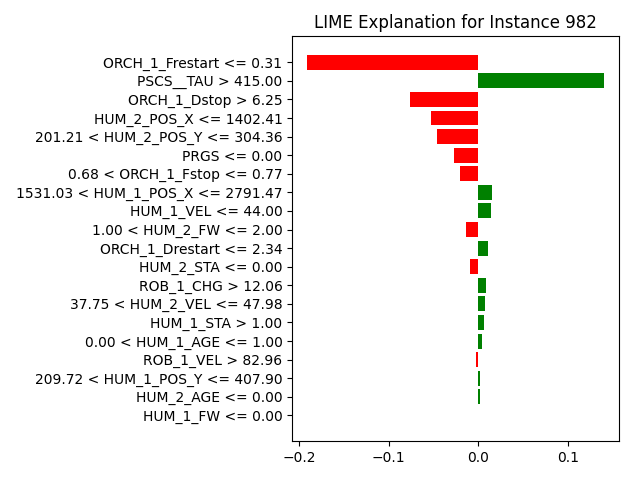 LIME Explanation for Instance 982
ORCH_1_Frestart <= 0.31
PSCS__TAU > 415.00
ORCH_1_Dstop > 6.25
HUM_2_POS_X <= 1402.41
201.21 < HUM_2_POS_Y <= 304.36
PRGS <= 0.00
0.68 < ORCH_1_Fstop <= 0.77
1531.03 < HUM_1_POS_X <= 2791.47
HUM_1_VEL <= 44.00
1.00 < HUM_2_FW <= 2.00
ORCH_1_Drestart <= 2.34
HUM_2_STA <= 0.00
ROB_1_CHG > 12.06
37.75 < HUM_2_VEL <= 47.98
HUM_1_STA > 1.00
0.00 < HUM_1_AGE <= 1.00
ROB_1_VEL > 82.96
209.72 < HUM_1_POS_Y <= 407.90
HUM_2_AGE <= 0.00
HUM_1_FW <= 0.00
−0.2 −0.1 0.0 0.1